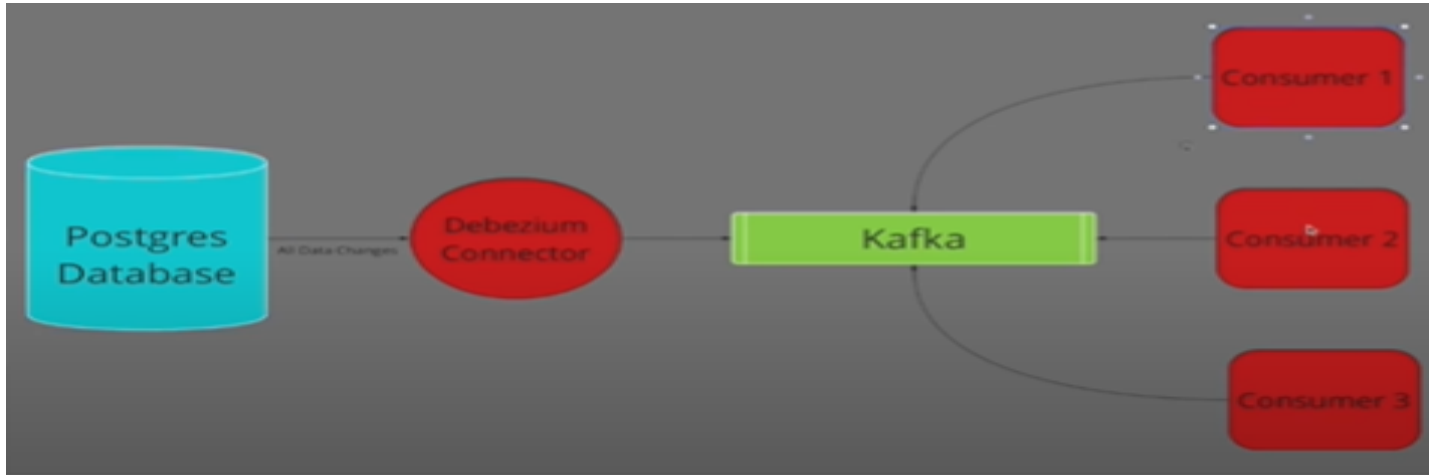 Postgres
Database
All Data Changes
Debezium
Connector
Kafka
Consumer 1
Consumer 2
Consumer 3